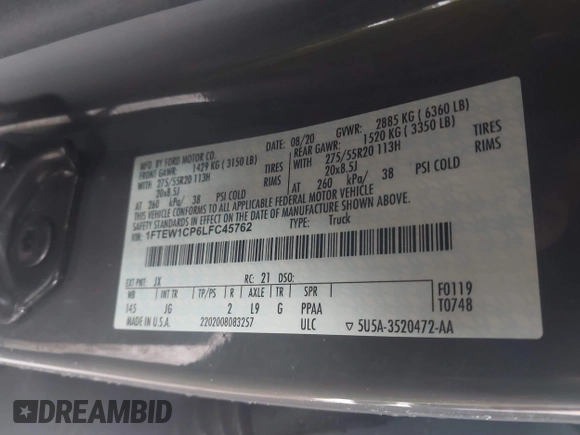 MFD. BY FORD MOTOR CO.
DATE: 08/20 GVWR: 2885 KG ( 6360 LB)
FRONT GAWR: 1429 KG ( 3150 LB)
REAR GAWR: 1520 KG ( 3350 LB)
WITH 275/55R20 113H TIRES
WITH 275/55R20 113H TIRES
20x8.5J RIMS
20x8.5J RIMS
AT 260 kPa/ 38 PSI COLD
AT 260 kPa/ 38 PSI COLD
THIS VEHICLE CONFORMS TO ALL APPLICABLE FEDERAL MOTOR VEHICLE
SAFETY STANDARDS IN EFFECT ON THE DATE OF MANUFACTURE SHOWN ABOVE.
1FTEW1CP6LFC45762 TYPE: Truck
EXT PNT: JX RC: 21 DSO:
WB INT TR TP/PS R AXLE TR SPR
145 JG 2 L9 G PPAA
F0119
T0748
MADE IN U.S.A. 2202008083257 ULC ▽ 5U5A-3520472-AA
DREAMBID